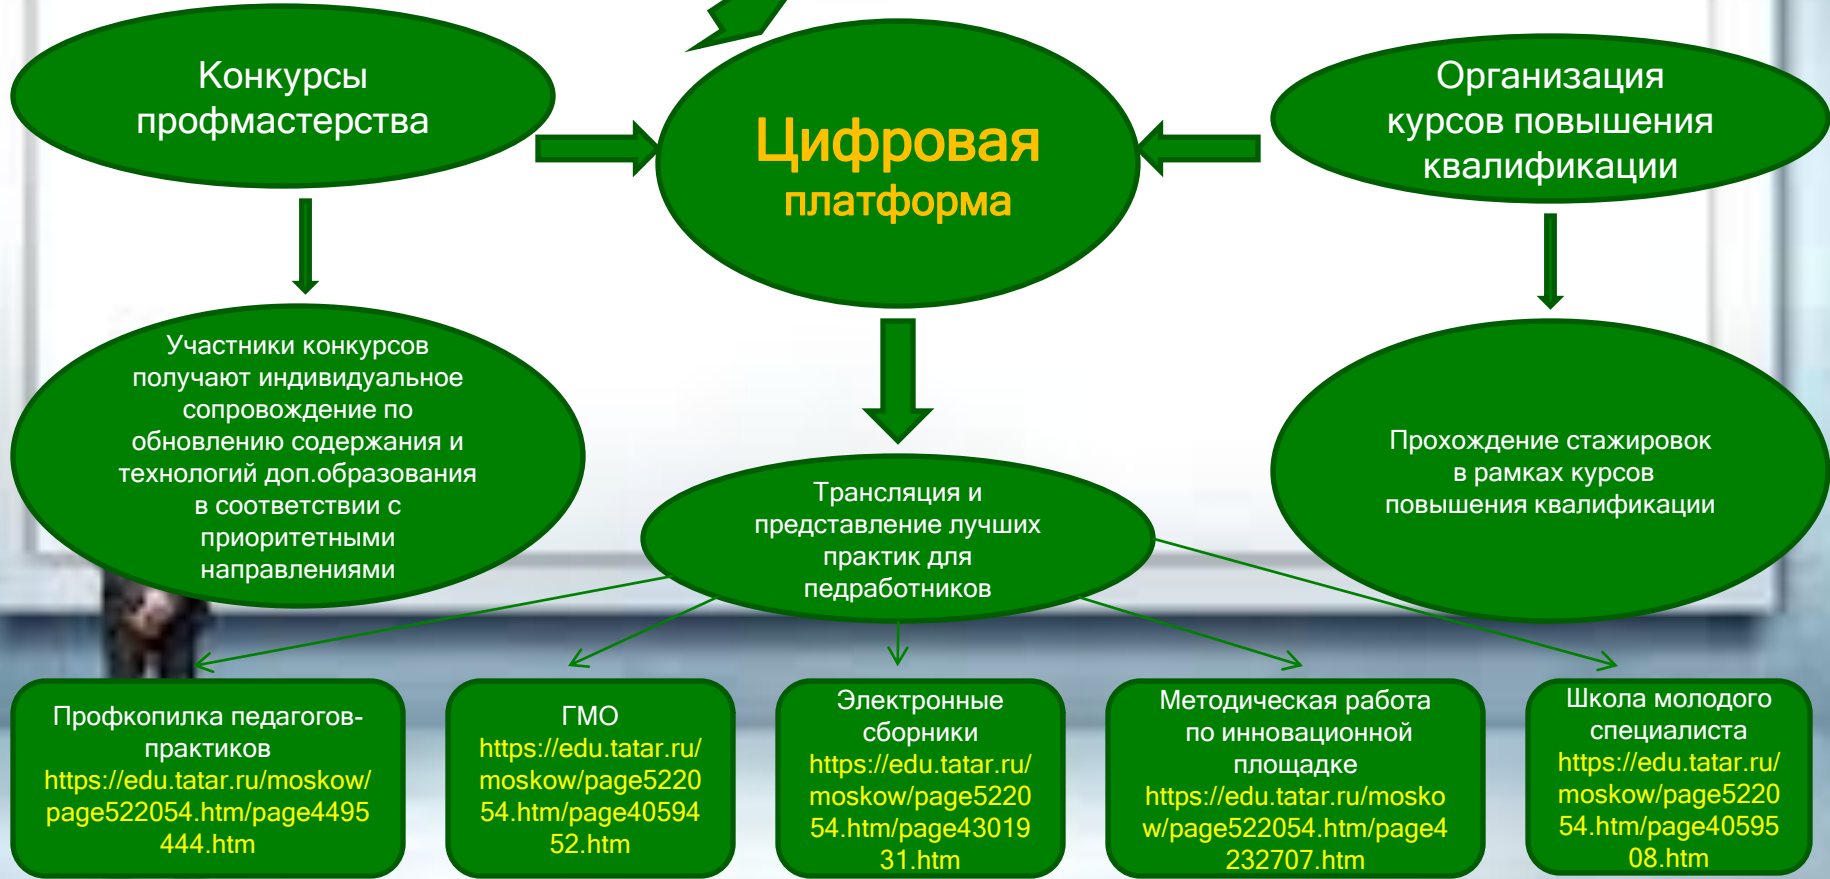 Конкурсы
профмастерства
Цифровая
платформа
Организация
курсов повышения
квалификации
Участники конкурсов
получают индивидуальное
сопровождение по
обновлению содержания и
технологий доп.образования
в соответствии с
приоритетными
направлениями
Трансляция и
представление лучших
практик для
педработников
Прохождение стажировок
в рамках курсов
повышения квалификации
Профкопилка педагогов-
практиков
https://edu.tatar.ru/moskow/
page522054.htm/page4495
444.htm
ГМО
https://edu.tatar.ru/
moskow/page5220
54.htm/page40594
52.htm
Электронные
сборники
https://edu.tatar.ru/
moskow/page5220
54.htm/page43019
31.htm
Методическая работа
по инновационной
площадке
https://edu.tatar.ru/mosko
w/page522054.htm/page4
232707.htm
Школа молодого
специалиста
https://edu.tatar.ru/
moskow/page5220
54.htm/page40595
08.htm